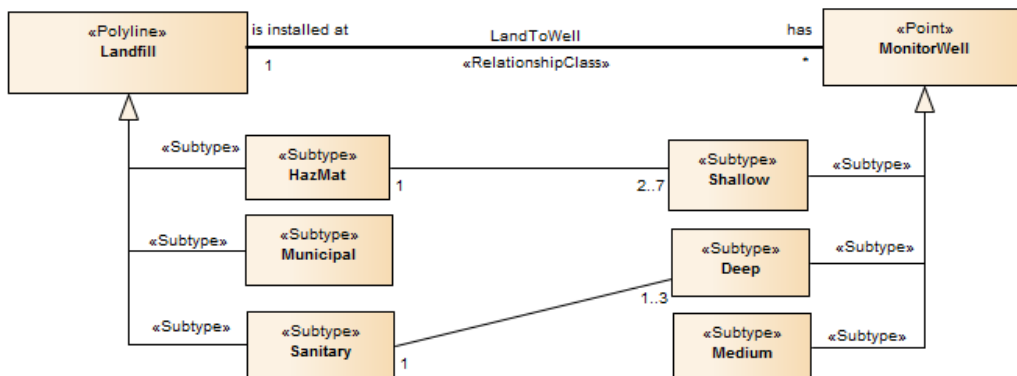 «Polyline»
Landfill
is installed at
LandToWell
has
1
«RelationshipClass»
*
«Point»
MonitorWell
«Subtype»
«Subtype»
HazMat
1
2..7
«Subtype»
Shallow
«Subtype»
«Subtype»
«Subtype»
Municipal
«Subtype»
Deep
«Subtype»
1..3
«Subtype»
«Subtype»
Sanitary
1
«Subtype»
Medium
«Subtype»